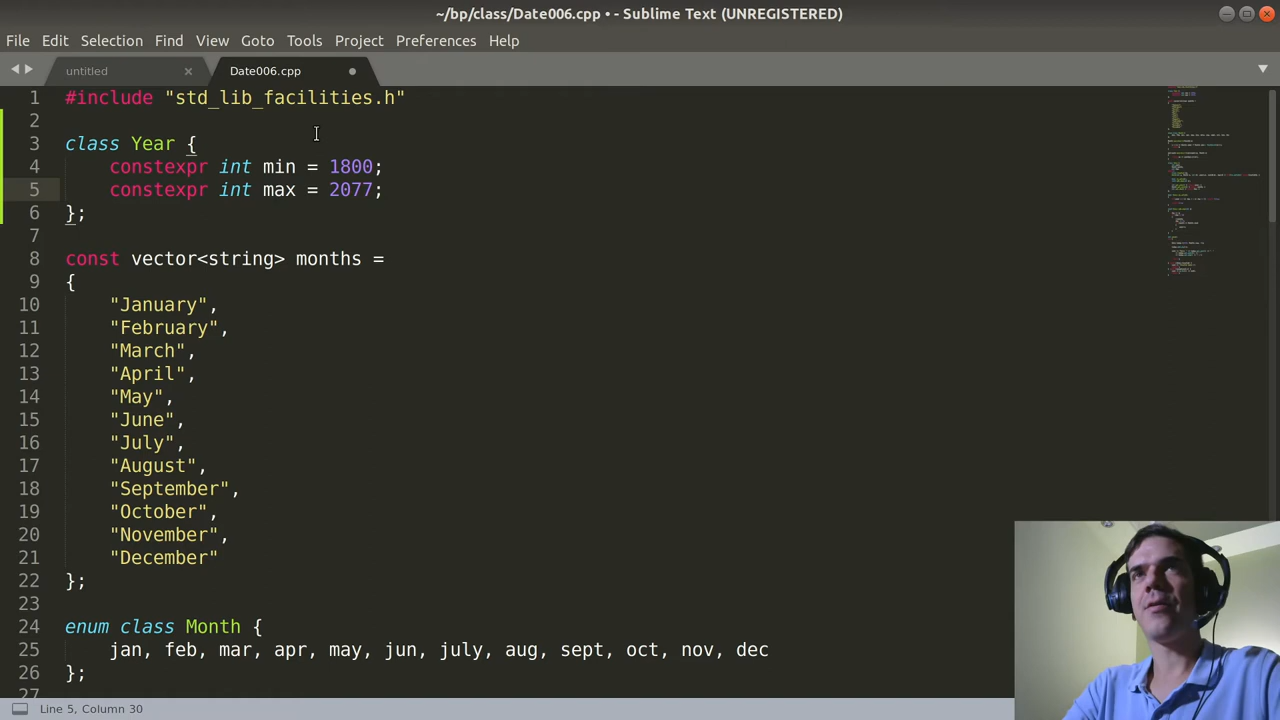 ~/bp/class/Date006.cpp • - Sublime Text (UNREGISTERED)
File Edit Selection Find View Goto Tools Project Preferences Help
untitled Date006.cpp
1 #include "std_lib_facilities.h"
2
3 class Year {
4 constexpr int min = 1800;
5 constexpr int max = 2077;
6 };
7
8 const vector<string> months =
9 {
10 "January",
11 "February",
12 "March",
13 "April",
14 "May",
15 "June",
16 "July",
17 "August",
18 "September",
19 "October",
20 "November",
21 "December"
22 };
23
24 enum class Month {
25 jan, feb, mar, apr, may, jun, july, aug, sept, oct, nov, dec
26 };
27
Line 5, Column 30